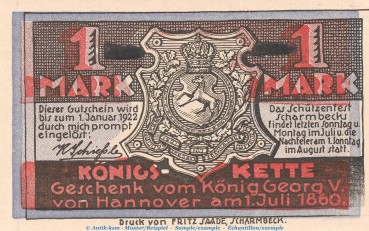 1 MARK
1 MARK
Dieser Gutschein wird
bis zum 1. Januar 1922
durch mich prompt
eingelöst:
Das Schützenfest
Scharmbecks
findet letzten Sonntag u.
Montag im Juli u. die
Nachfeier am 1. Sonntag
im August statt.
KÖNIGS-KETTE
Geschenk vom König Georg V.
von Hannover am 1. Juli 1860.
Druck von FRITZ SAADE, SCHARMBECK.
© Antik-kom - Muster/Beispiel - Sample/exemple - Échantillon/example